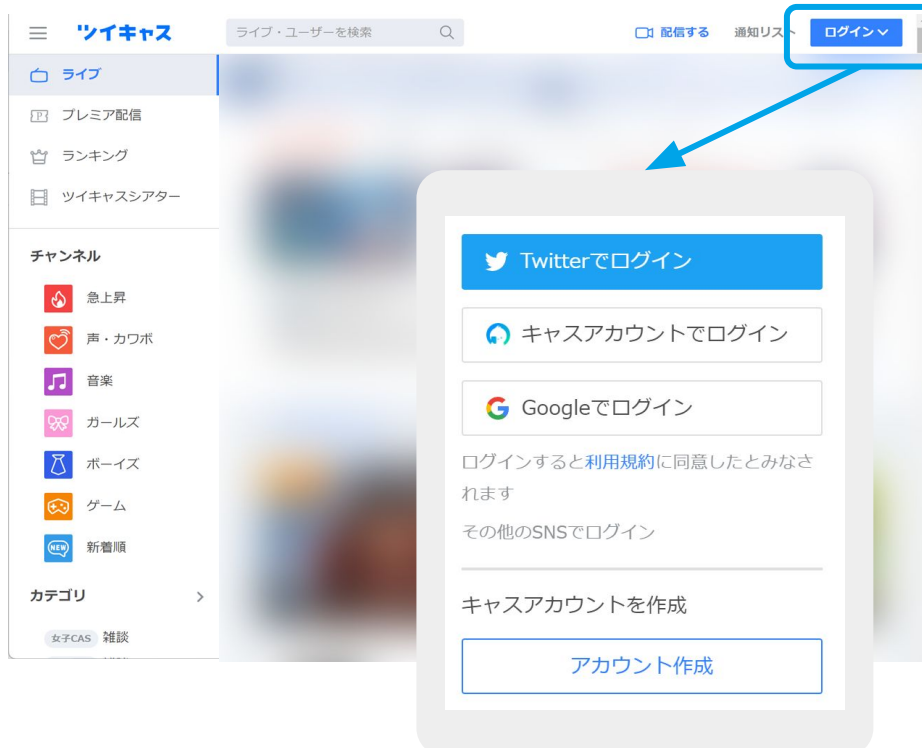 ツイキャス
ライブ・ユーザーを検索
配信する
通知リスト
ログイン
ライブ
プレミア配信
ランキング
ツイキャスシアター
チャンネル
急上昇
声・カワボ
音楽
ガールズ
ボーイズ
ゲーム
NEW 新着順
カテゴリ
女子CAS 雑談
Twitterでログイン
キャスアカウントでログイン
Googleでログイン
ログインすると利用規約に同意したとみなさ
れます
その他のSNSでログイン
キャスアカウントを作成
アカウント作成